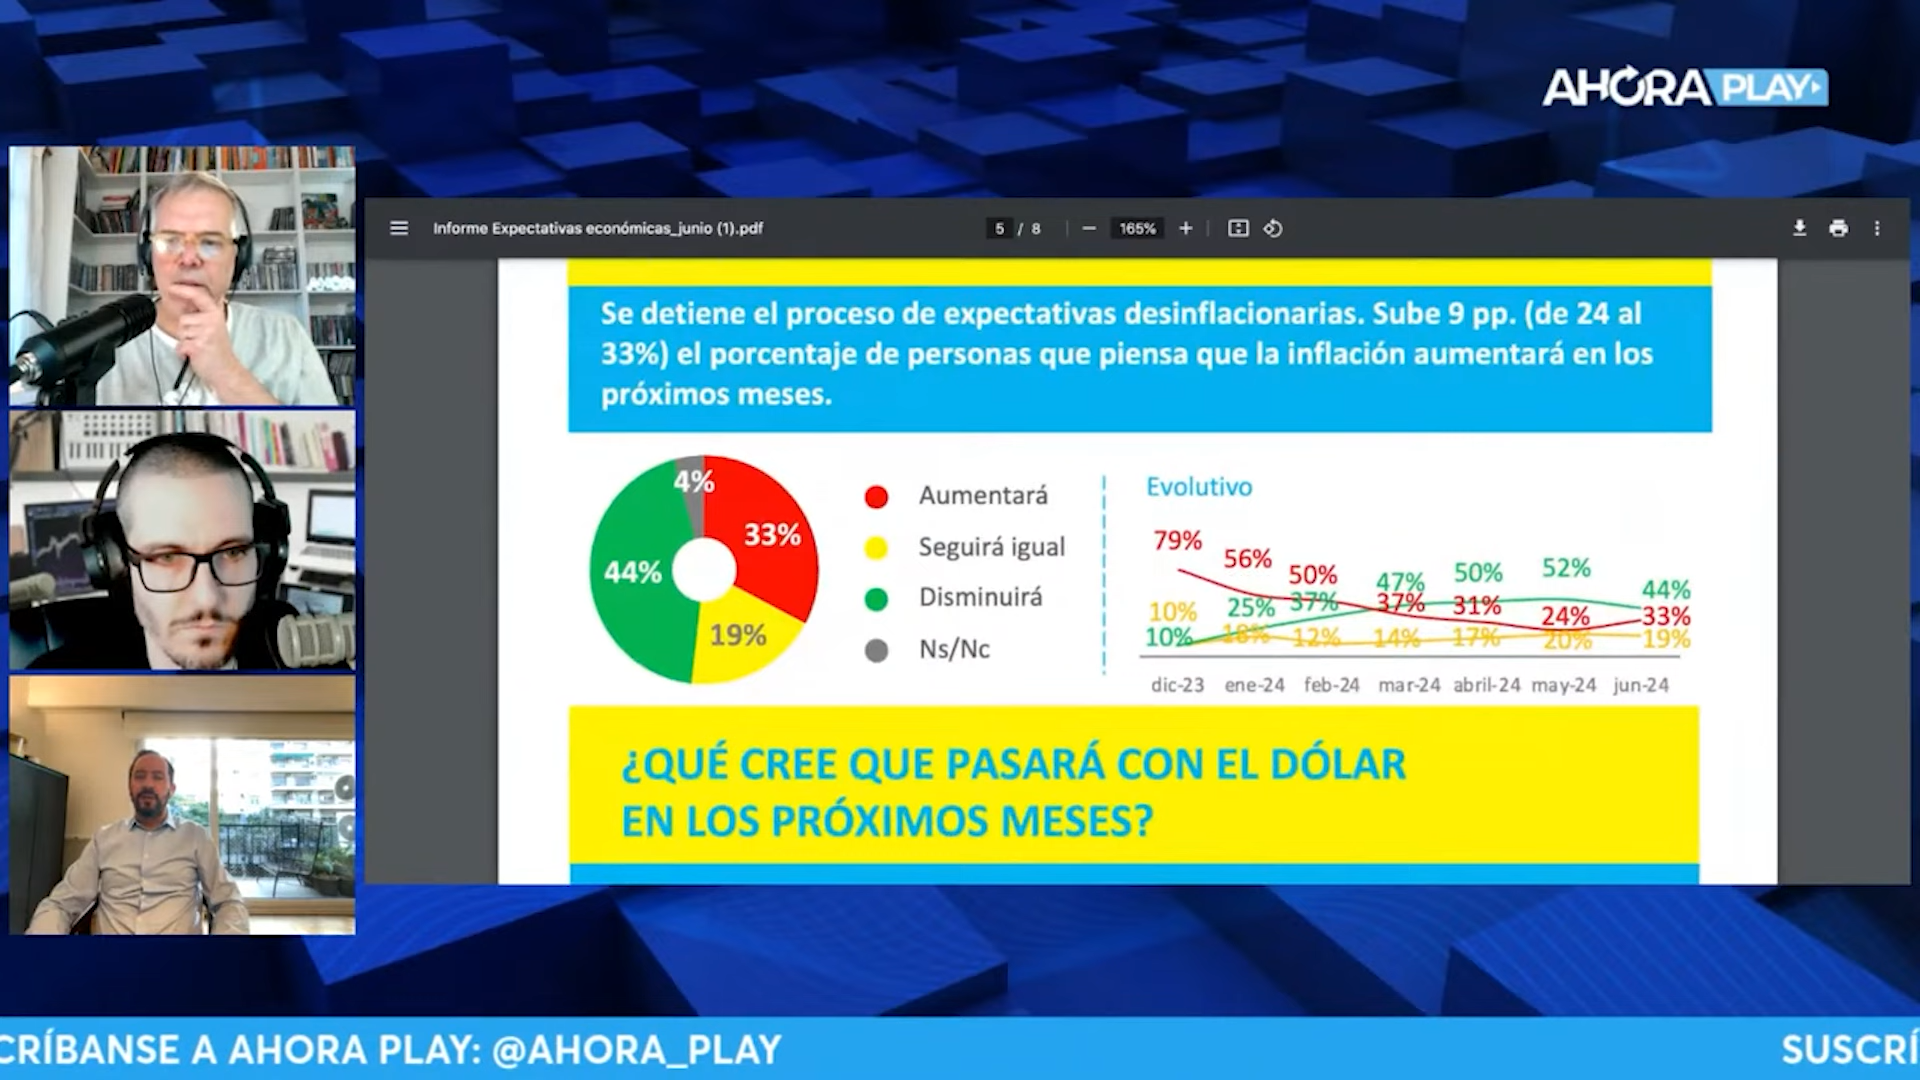 AHORA PLAY
Informe Expectativas económicas_junio (1).pdf
5 / 8
165%
Se detiene el proceso de expectativas desinflacionarias. Sube 9 pp. (de 24 al
33%) el porcentaje de personas que piensa que la inflación aumentará en los
próximos meses.
4%
33%
44%
19%
Aumentará
Seguirá igual
Disminuirá
Ns/Nc
Evolutivo
79%
56%
50%
47%
50%
52%
44%
10%
25%
37%
37%
31%
24%
33%
10%
18%
12%
14%
17%
20%
19%
dic-23 ene-24 feb-24 mar-24 abril-24 may-24 jun-24
¿QUÉ CREE QUE PASARÁ CON EL DÓLAR
EN LOS PRÓXIMOS MESES?
CRÍBANSE A AHORA PLAY: @AHORA_PLAY
SUSCRÍ